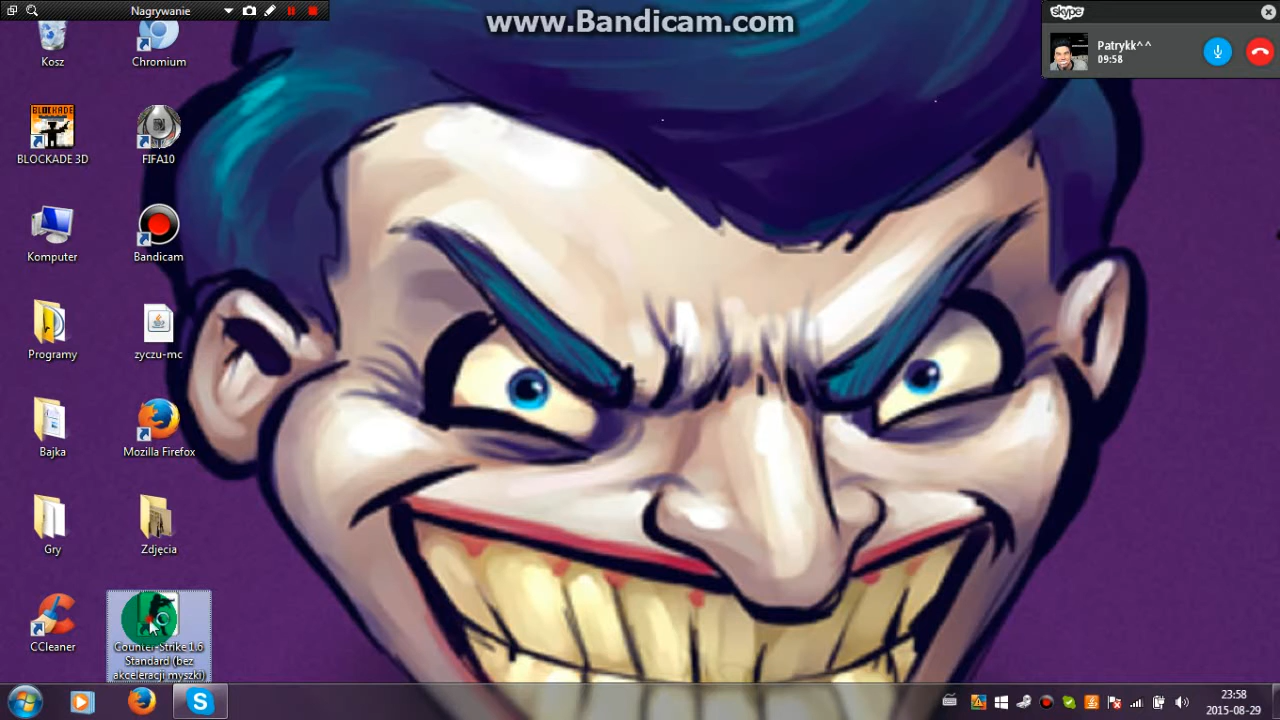 Nagrywanie
www.Bandicam.com
skype
Patrykk^^
09:58
Kosz
Chromium
BLOCKADE
BLOCKADE 3D
FIFA10
Komputer
Bandicam
Programy
zyczu-mc
Bajka
Mozilla Firefox
Gry
Zdjęcia
CCleaner
Counter-Strike 1.6
Standard (bez
akceleracji myszki)
23:58
2015-08-29